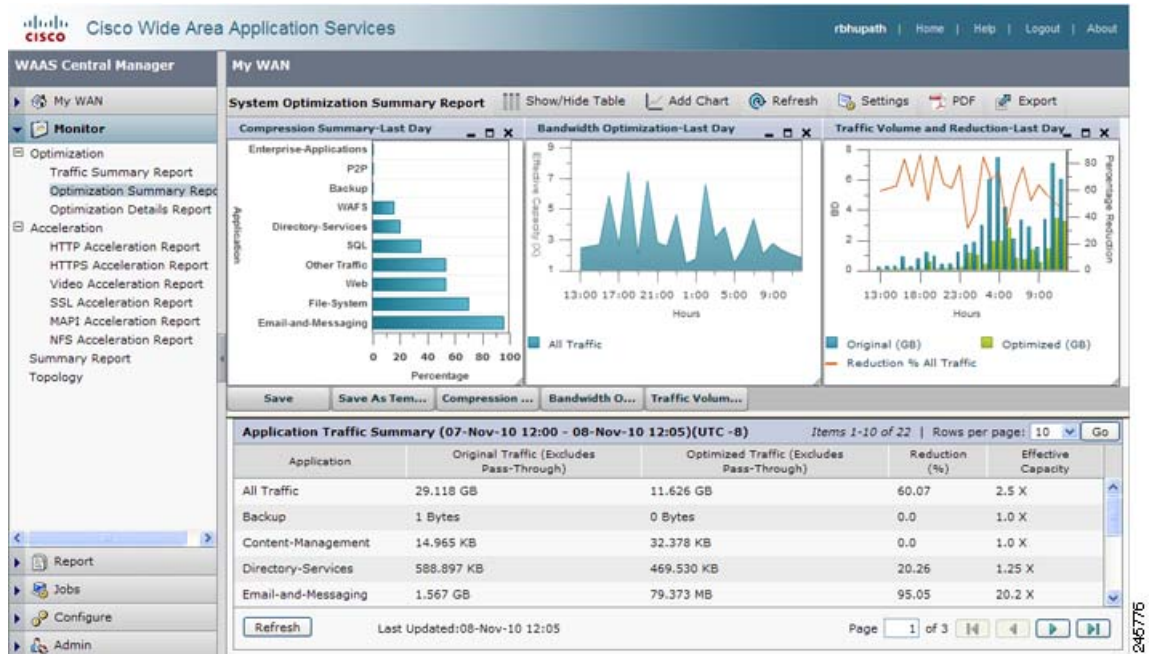 CISCO
Cisco Wide Area Application Services
rbhupath | Home | Help | Logout | About
WAAS Central Manager
My WAN
Monitor
Optimization
Traffic Summary Report
Optimization Summary Repo
Optimization Details Report
Acceleration
HTTP Acceleration Report
HTTPS Acceleration Report
Video Acceleration Report
SSL Acceleration Report
MAPI Acceleration Report
NFS Acceleration Report
Summary Report
Topology
Report
Jobs
Configure
Admin
My WAN
System Optimization Summary Report Show/Hide Table Add Chart Refresh Settings PDF Export
Compression Summary-Last Day
Application
Enterprise-Applications
P2P
Backup
WAFS
Directory-Services
SQL
Other Traffic
Web
File-System
Email-and-Messaging
0 20 40 60 80 100
Percentage
Bandwidth Optimization-Last Day
Effective Capacity (X)
9
7
5
3
1
13:00 17:00 21:00 1:00 5:00 9:00
Hours
All Traffic
Traffic Volume and Reduction-Last Day
GB
8
6
4
2
0
80
60
40
20
0
Percentage Reduction
13:00 18:00 23:00 4:00 9:00
Hours
Original (GB) Optimized (GB)
Reduction % All Traffic
Save Save As Tem... Compression ... Bandwidth O... Traffic Volum...
Application Traffic Summary (07-Nov-10 12:00 - 08-Nov-10 12:05)(UTC -8) Items 1-10 of 22 | Rows per page: 10 Go
Application Original Traffic (Excludes Pass-Through) Optimized Traffic (Excludes Pass-Through) Reduction (%) Effective Capacity
All Traffic 29.118 GB 11.626 GB 60.07 2.5 X
Backup 1 Bytes 0 Bytes 0.0 1.0 X
Content-Management 14.965 KB 32.378 KB 0.0 1.0 X
Directory-Services 588.897 KB 469.530 KB 20.26 1.25 X
Email-and-Messaging 1.567 GB 79.373 MB 95.05 20.2 X
Refresh Last Updated:08-Nov-10 12:05 Page 1 of 3
245776